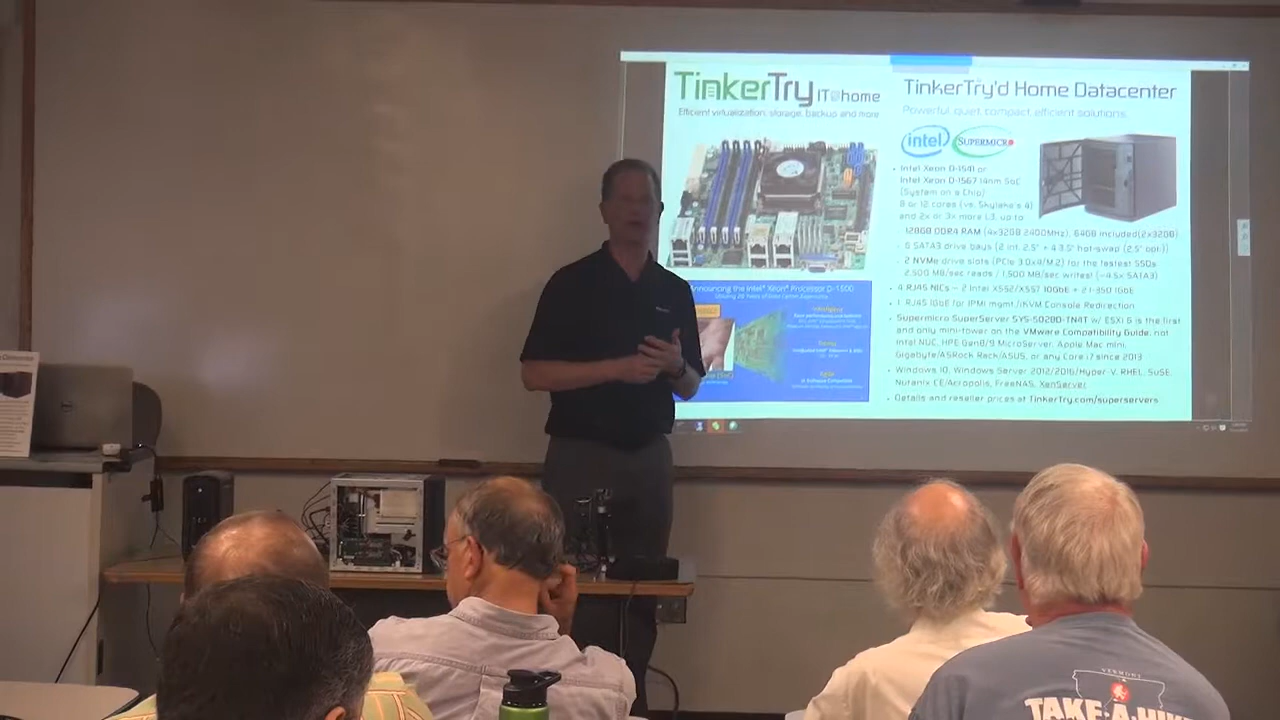 TinkerTry IT@home
Efficient virtualization, storage, backup and more
TinkerTry'd Home Datacenter
Powerful, quiet, compact, efficient solutions.
intel
SUPERMICR
• Intel Xeon D-1541 or
Intel Xeon D-1567 14nm SoC
(System on a Chip)
8 or 12 cores (vs. Skylake's 4)
and 2x or 3x more L3, up to
128GB DDR4 RAM (4x32GB 2400MHz), 64GB included(2x32GB)
• 6 SATA3 drive bays (2 int. 2.5" + 4 3.5" hot-swap (2.5" opt))
• 2 NVMe drive slots (PCIe 3.0x4/M.2) for the fastest SSDs
2,500 MB/sec reads / 1,500 MB/sec writes! (~4.5x SATA3)
• 4 RJ45 NICs – 2 Intel X552/X557 10GbE + 2 I-350 1GbE
• 1 RJ45 1GbE for IPMI mgmt./iKVM Console Redirection
• Supermicro SuperServer SYS-5028D-TN4T w/ ESXi 6 is the first
and only mini-tower on the VMware Compatibility Guide, not
Intel NUC, HPE Gen8/9 MicroServer, Apple Mac mini,
Gigabyte/ASRock Rack/ASUS, or any Core i7 since 2013
• Windows 10, Windows Server 2012/2016/Hyper-V, RHEL, SuSE,
Nutanix CE/Acropolis, FreeNAS, XenServer
• Details and reseller prices at TinkerTry.com/superservers
Announcing the Intel® Xeon® Processor D-1500
Intelligent
Agile
VERMONT
TAKE-A-HIK